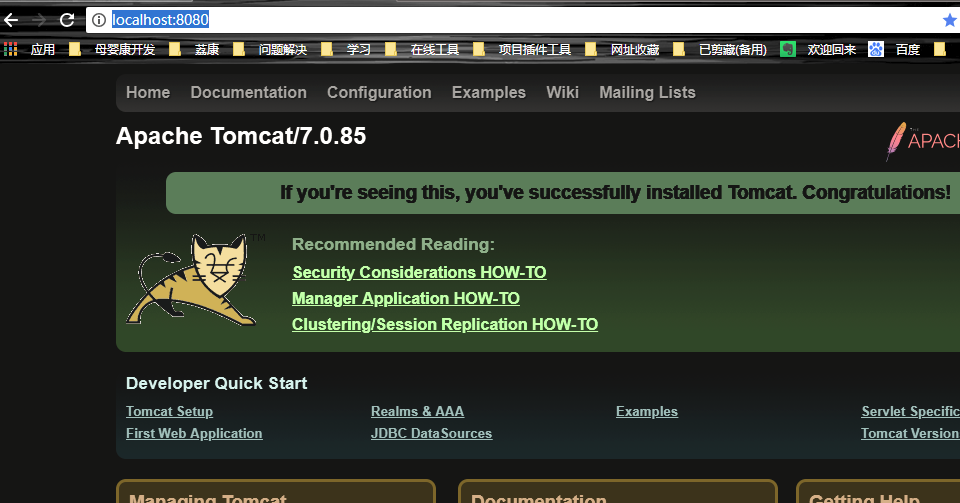 localhost:8080
应用 母婴康开发 荔康 问题解决 学习 在线工具 项目插件工具 网址收藏 已剪藏(备用) 欢迎回来 百度
Home Documentation Configuration Examples Wiki Mailing Lists
Apache Tomcat/7.0.85
THE
APACH
If you're seeing this, you've successfully installed Tomcat. Congratulations!
TM
Recommended Reading:
Security Considerations HOW-TO
Manager Application HOW-TO
Clustering/Session Replication HOW-TO
Developer Quick Start
Tomcat Setup Realms & AAA Examples Servlet Specific
First Web Application JDBC DataSources Tomcat Version
Managing Tomcat Documentation Getting Help